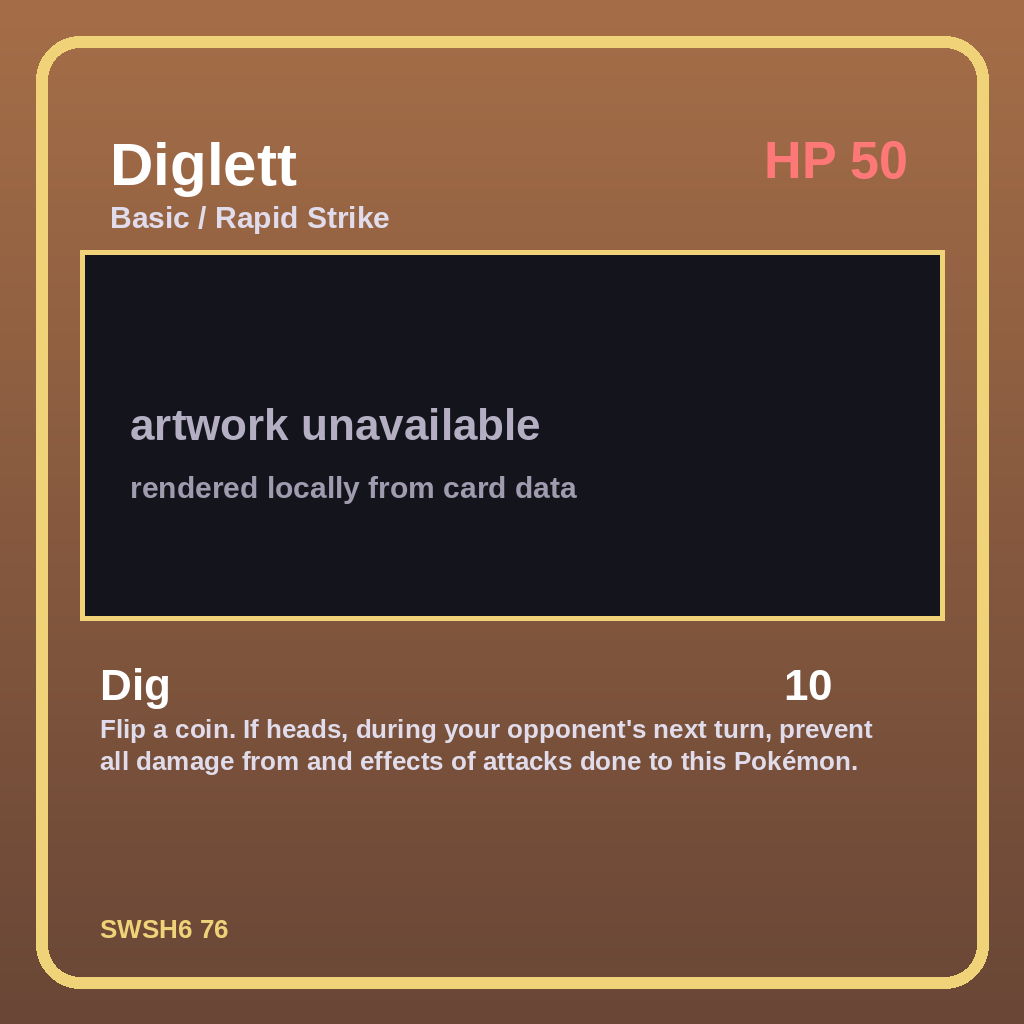 Diglett
HP 50
Basic / Rapid Strike
artwork unavailable
rendered locally from card data
Dig
10
Flip a coin. If heads, during your opponent's next turn, prevent
all damage from and effects of attacks done to this Pokémon.
SWSH6 76